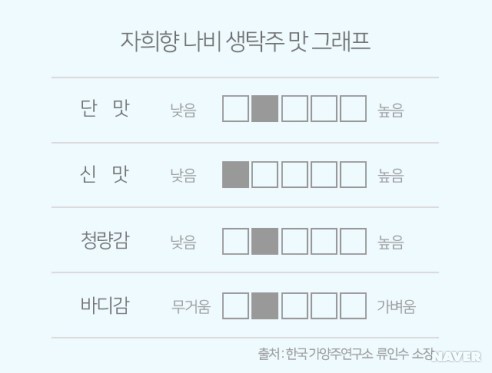 자희향 나비 생탁주 맛 그래프
단 맛 낮음 높음
신 맛 낮음 높음
청량감 낮음 높음
바디감 무거움 가벼움
출처 : 한국가양주연구소 류인수 소장
NAVER